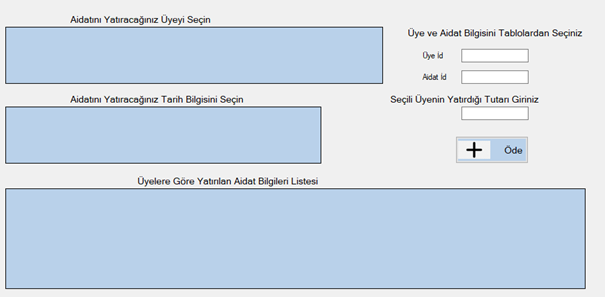 Aidatını Yatıracağınız Üyeyi Seçin
Üye ve Aidat Bilgisini Tablolardan Seçiniz
Üye Id
Aidat Id
Aidatını Yatıracağınız Tarih Bilgisini Seçin
Seçili Üyenin Yatırdığı Tutarı Giriniz
Öde
Üyelere Göre Yatırılan Aidat Bilgileri Listesi